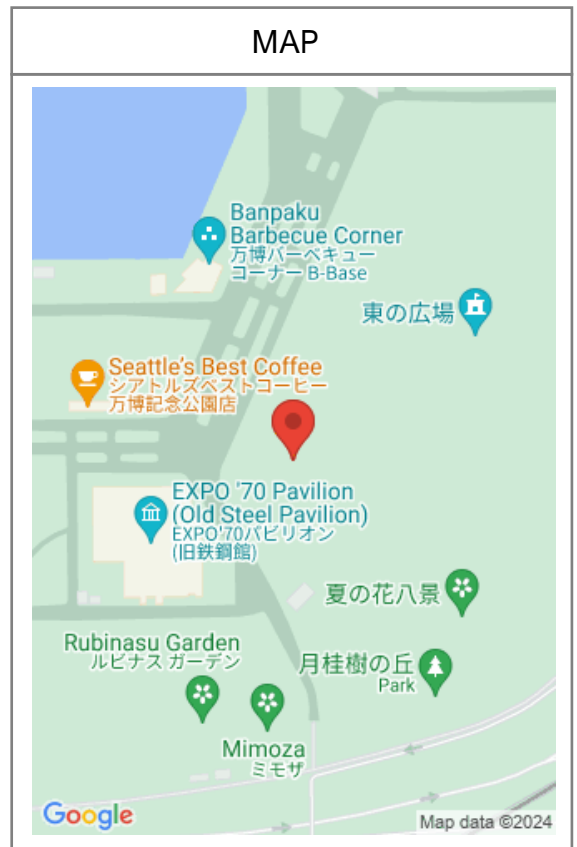 MAP
Banpaku
Barbecue Corner
万博バーベキュー
コーナー B-Base
東の広場
Seattle's Best Coffee
シアトルズベストコーヒー
万博記念公園店
EXPO '70 Pavilion
(Old Steel Pavilion)
EXPO'70パビリオン
(旧鉄鋼館)
夏の花八景
Rubinasu Garden
ルビナス ガーデン
月桂樹の丘
Park
Mimoza
ミモザ
Google
Map data ©2024